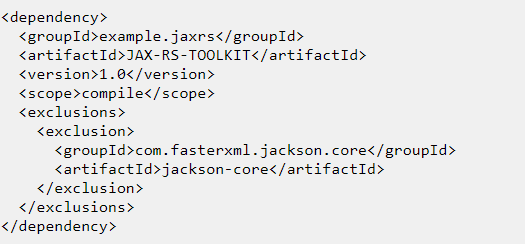 <dependency>
  <groupId>example.jaxrs</groupId>
  <artifactId>JAX-RS-TOOLKIT</artifactId>
  <version>1.0</version>
  <scope>compile</scope>
  <exclusions>
    <exclusion>
      <groupId>com.fasterxml.jackson.core</groupId>
      <artifactId>jackson-core</artifactId>
    </exclusion>
  </exclusions>
</dependency>